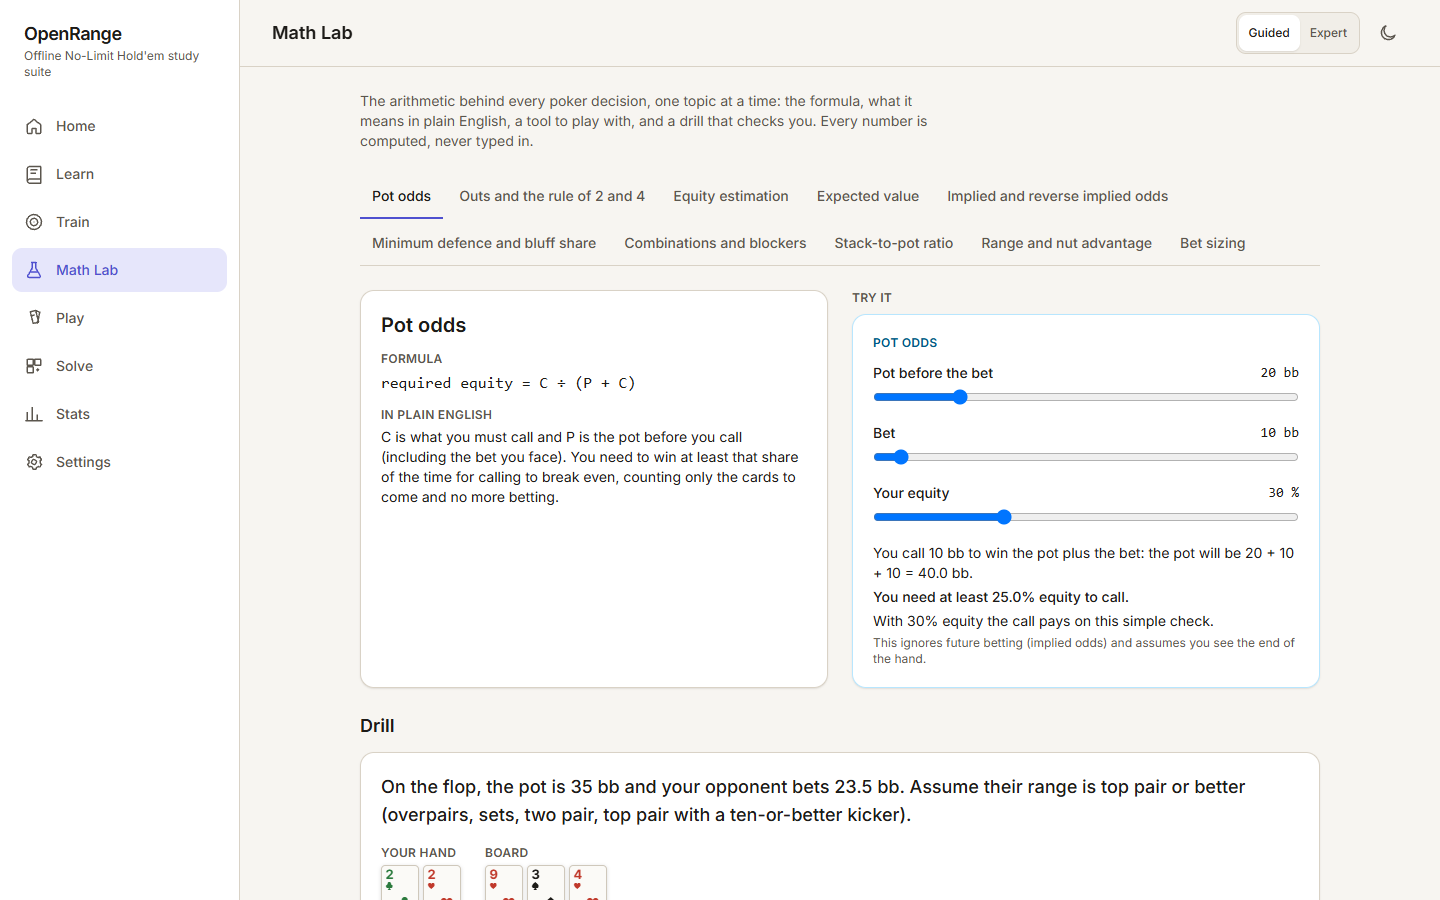 OpenRange
Offline No-Limit Hold'em study
suite
Home
Learn
Train
Math Lab
Play
Solve
Stats
Settings
Math Lab
Guided
Expert
The arithmetic behind every poker decision, one topic at a time: the formula, what it
means in plain English, a tool to play with, and a drill that checks you. Every number is
computed, never typed in.
Pot odds
Outs and the rule of 2 and 4
Equity estimation
Expected value
Implied and reverse implied odds
Minimum defence and bluff share
Combinations and blockers
Stack-to-pot ratio
Range and nut advantage
Bet sizing
Pot odds
FORMULA
required equity = C ÷ (P + C)
IN PLAIN ENGLISH
C is what you must call and P is the pot before you call
(including the bet you face). You need to win at least that share
of the time for calling to break even, counting only the cards to
come and no more betting.
TRY IT
POT ODDS
Pot before the bet 20 bb
Bet 10 bb
Your equity 30 %
You call 10 bb to win the pot plus the bet: the pot will be 20 + 10
+ 10 = 40.0 bb.
You need at least 25.0% equity to call.
With 30% equity the call pays on this simple check.
This ignores future betting (implied odds) and assumes you see the end of
the hand.
Drill
On the flop, the pot is 35 bb and your opponent bets 23.5 bb. Assume their range is top pair or better
(overpairs, sets, two pair, top pair with a ten-or-better kicker).
YOUR HAND BOARD
2♣ 2♥ 9♥ 3♠ 4♥